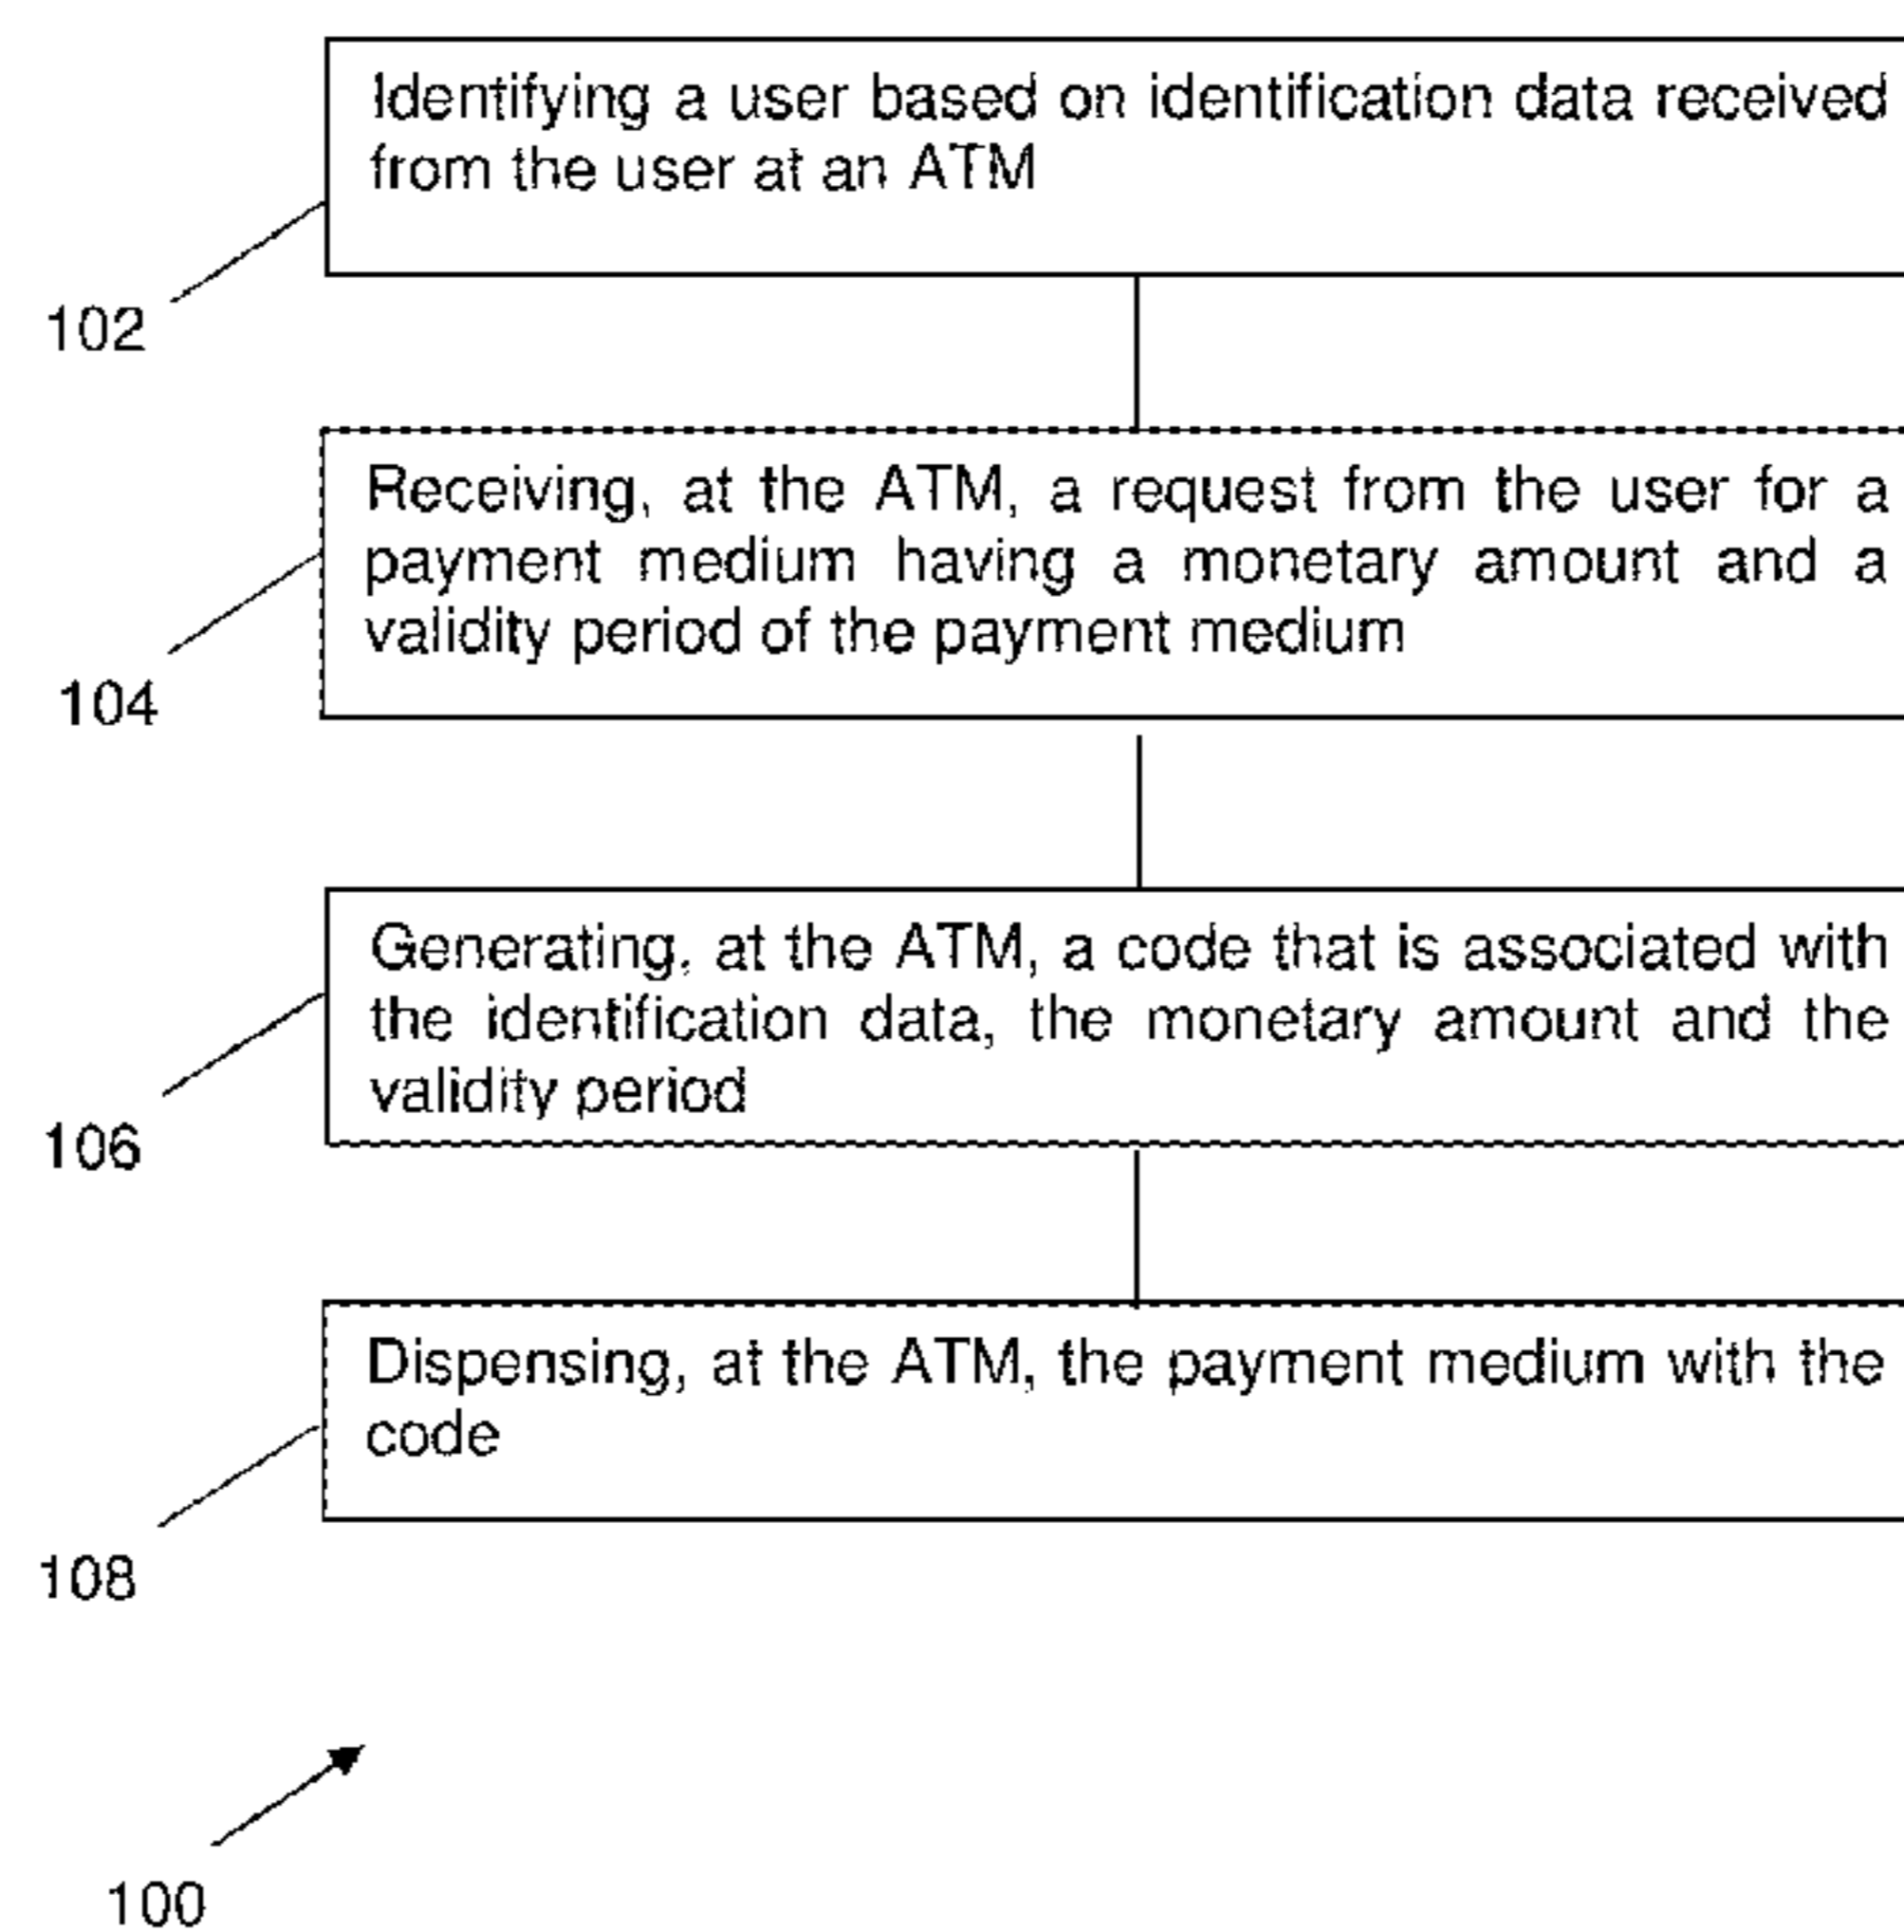 Identifying a user based on identification data received
from the user at an ATM
102
Receiving, at the ATM, a request from the user for a
payment medium having a monetary amount and a
validity period of the payment medium
104
Generating, at the ATM, a code that is associated with
the identification data, the monetary amount and the
validity period
106
Dispensing, at the ATM, the payment medium with the
code
108
100